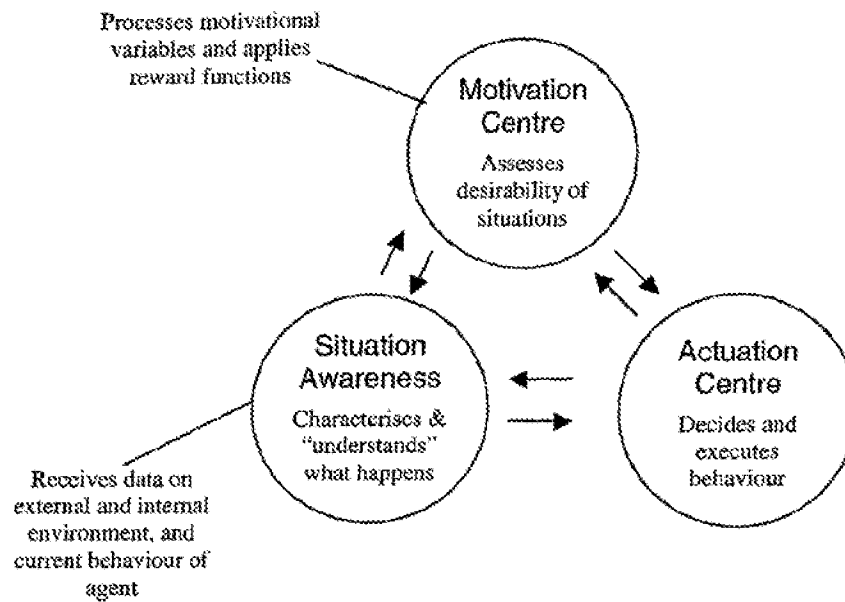 Processes motivational
variables and applies
reward functions
Motivation
Centre
Assesses
desirability of
situations
Situation
Awareness
Characterises &
"understands"
what happens
Actuation
Centre
Decides and
executes
behaviour
Receives data on
external and internal
environment, and
current behaviour of
agent